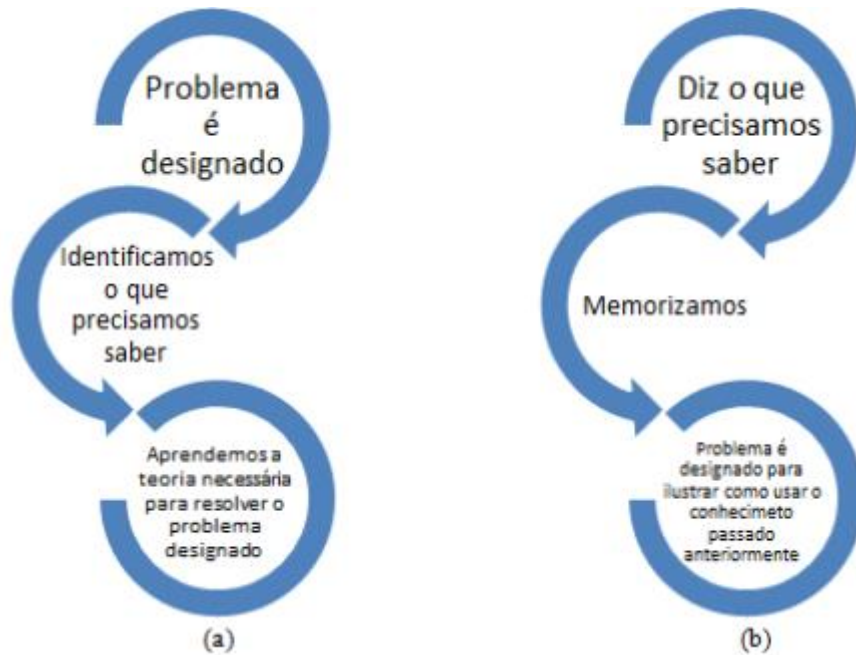 Problema
é
designado
Identificamos
o que
precisamos
saber
Aprendemos a
teoria necessária
para resolver o
problema
designado
(a)
Diz o que
precisamos
saber
Memorizamos
Problema é
designado para
ilustrar como usar o
conhecimeto
passado
anteriormente
(b)